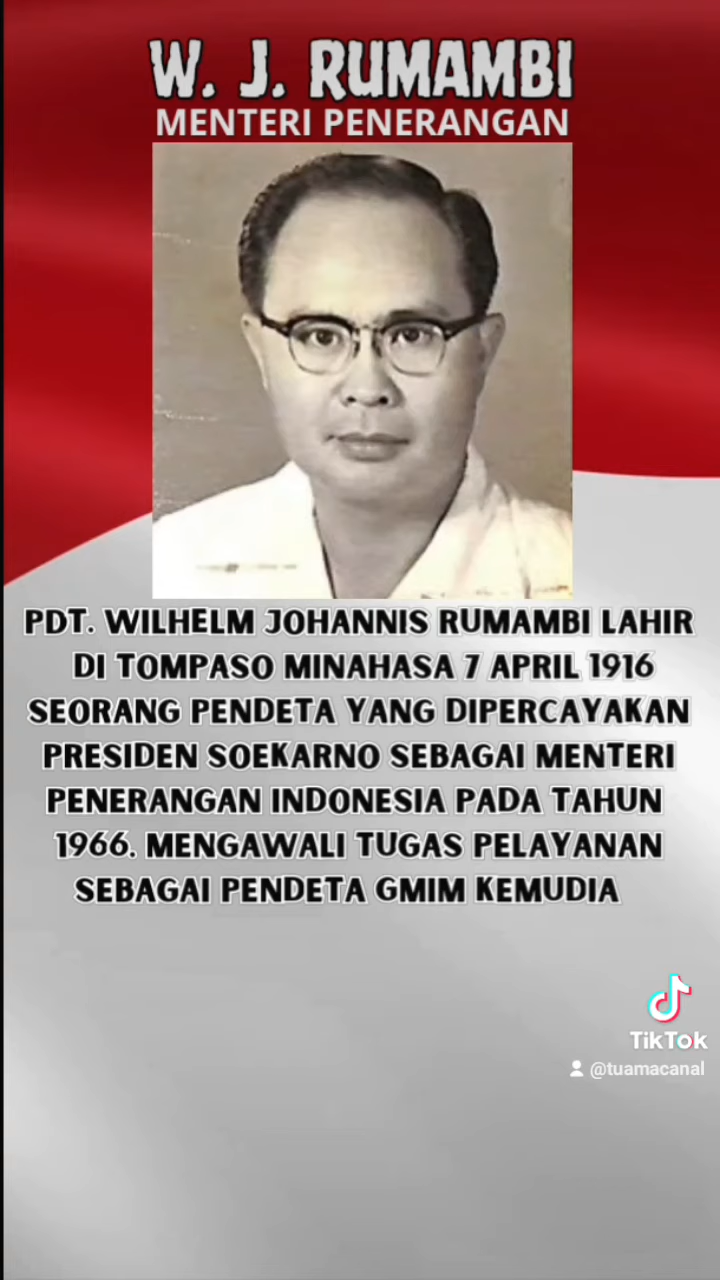 W. J. RUMAMBI
MENTERI PENERANGAN
PDT. WILHELM JOHANNIS RUMAMBI LAHIR
DI TOMPASO MINAHASA 7 APRIL 1916
SEORANG PENDETA YANG DIPERCAYAKAN
PRESIDEN SOEKARNO SEBAGAI MENTERI
PENERANGAN INDONESIA PADA TAHUN
1966. MENGAWALI TUGAS PELAYANAN
SEBAGAI PENDETA GMIM KEMUDIA
TikTok
@tuamacanal